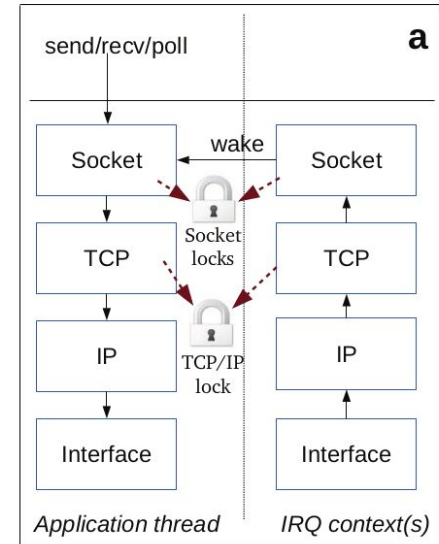 a
send/recv/poll
wake
Socket
Socket
Socket
locks
TCP
TCP
TCP/IP
lock
IP
IP
Interface
Interface
Application thread
IRQ context(s)